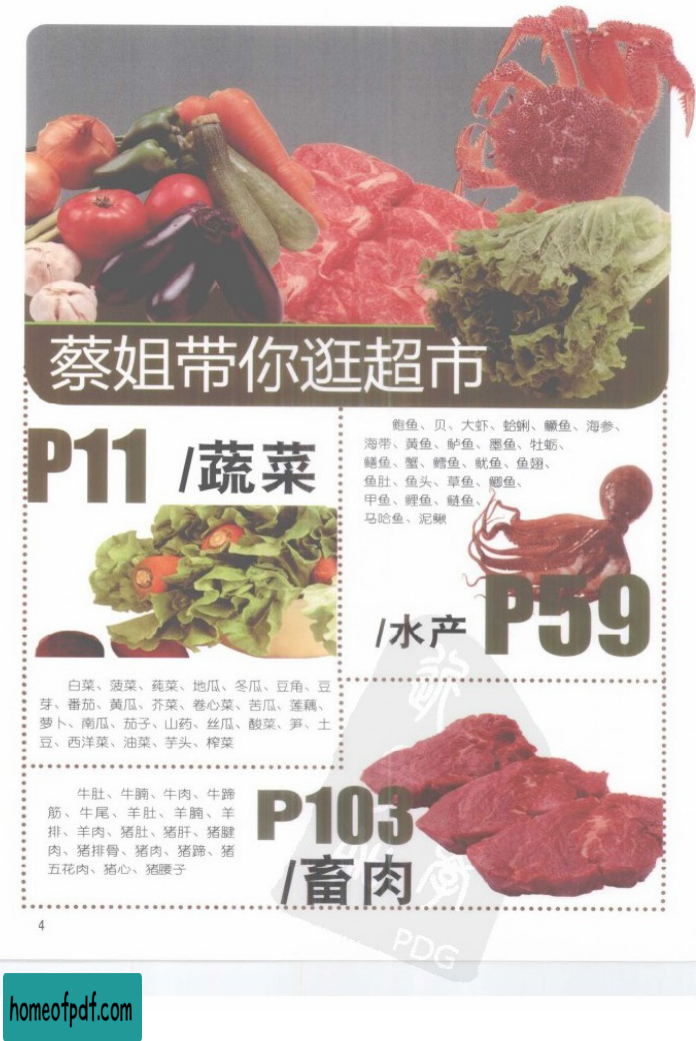 蔡姐带你逛超市
P11 /蔬菜
白菜、菠菜、莼菜、地瓜、冬瓜、豆角、豆
芽、番茄、黄瓜、芥菜、卷心菜、苦瓜、莲藕、
萝卜、南瓜、茄子、山药、丝瓜、酸菜、笋、土
豆、西洋菜、油菜、芋头、榨菜
鲍鱼、贝、大虾、蛤蜊、鳜鱼、海参、
海带、黄鱼、鲈鱼、墨鱼、牡蛎、
鳝鱼、蟹、鳕鱼、鱿鱼、鱼翅、
鱼肚、鱼头、草鱼、鲫鱼、
甲鱼、鲤鱼、鲢鱼、
马哈鱼、泥鳅
/水产 P59
牛肚、牛腩、牛肉、牛蹄
筋、牛尾、羊肚、羊腩、羊
排、羊肉、猪肚、猪肝、猪腱
肉、猪排骨、猪肉、猪蹄、猪
五花肉、猪心、猪腰子
P103
/畜肉
4
PDG
homeofpdf.com